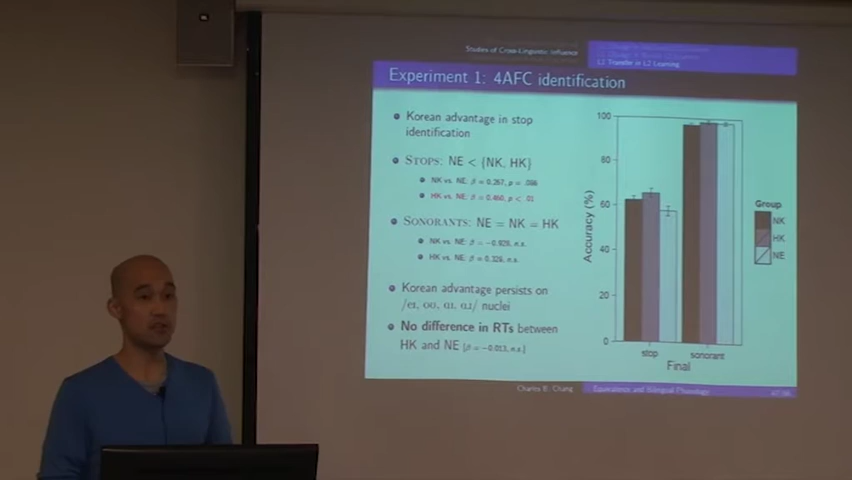 Studies of Cross-Linguistic Influence
L2 Transfer in L2 Learning
Experiment 1: 4AFC identification
Korean advantage in stop
identification
STOPS: NE < {NK, HK}
NK vs. NE: β = 0.267, p = .086
HK vs. NE: β = 0.460, p < .01
SONORANTS: NE = NK = HK
NK vs. NE: β = −0.928, n.s.
HK vs. NE: β = 0.329, n.s.
Korean advantage persists on
/eɪ, oʊ, ɑɪ, ɑɹ/ nuclei
No difference in RTs between
HK and NE [β = −0.013, n.s.]
100
80
60
40
20
0
Accuracy (%)
stop
sonorant
Final
Group
NK
HK
NE
Charles B. Chang
Equivalence and Bilingual Phonology